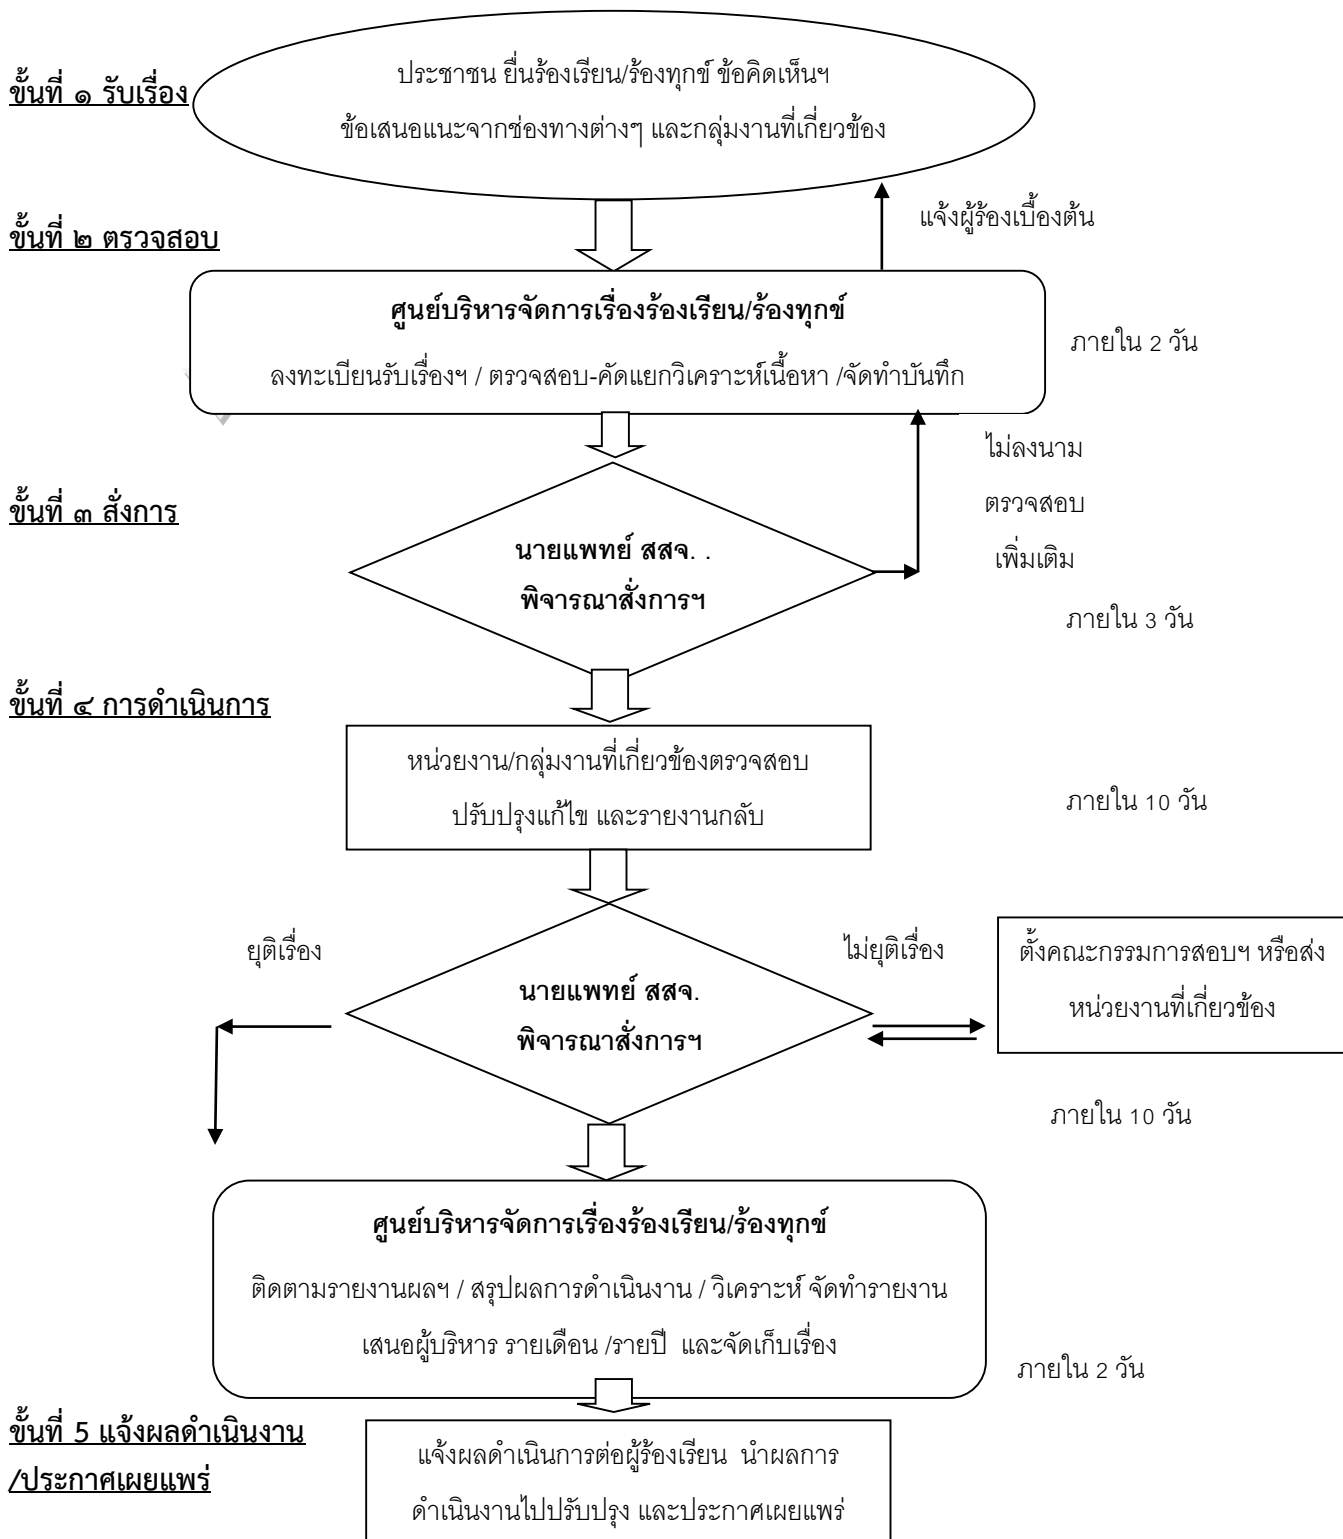 ขั้นที่ ๑ รับเรื่อง
ประชาชน ยื่นร้องเรียน/ร้องทุกข์ ข้อคิดเห็นฯ
ข้อเสนอแนะจากช่องทางต่างๆ และกลุ่มงานที่เกี่ยวข้อง
แจ้งผู้ร้องเบื้องต้น
ขั้นที่ ๒ ตรวจสอบ
ศูนย์บริหารจัดการเรื่องร้องเรียน/ร้องทุกข์
ลงทะเบียนรับเรื่องฯ / ตรวจสอบ-คัดแยกวิเคราะห์เนื้อหา /จัดทำบันทึก
ภายใน 2 วัน
ไม่ลงนาม
ตรวจสอบ
เพิ่มเติม
ขั้นที่ ๓ สั่งการ
นายแพทย์ สสจ. .
พิจารณาสั่งการฯ
ภายใน 3 วัน
ขั้นที่ ๔ การดำเนินการ
หน่วยงาน/กลุ่มงานที่เกี่ยวข้องตรวจสอบ
ปรับปรุงแก้ไข และรายงานกลับ
ภายใน 10 วัน
ยุติเรื่อง
นายแพทย์ สสจ.
พิจารณาสั่งการฯ
ไม่ยุติเรื่อง
ตั้งคณะกรรมการสอบฯ หรือส่ง
หน่วยงานที่เกี่ยวข้อง
ภายใน 10 วัน
ศูนย์บริหารจัดการเรื่องร้องเรียน/ร้องทุกข์
ติดตามรายงานผลฯ / สรุปผลการดำเนินงาน / วิเคราะห์ จัดทำรายงาน
เสนอผู้บริหาร รายเดือน /รายปี และจัดเก็บเรื่อง
ภายใน 2 วัน
ขั้นที่ 5 แจ้งผลดำเนินงาน
/ประกาศเผยแพร่
แจ้งผลดำเนินการต่อผู้ร้องเรียน นำผลการ
ดำเนินงานไปปรับปรุง และประกาศเผยแพร่